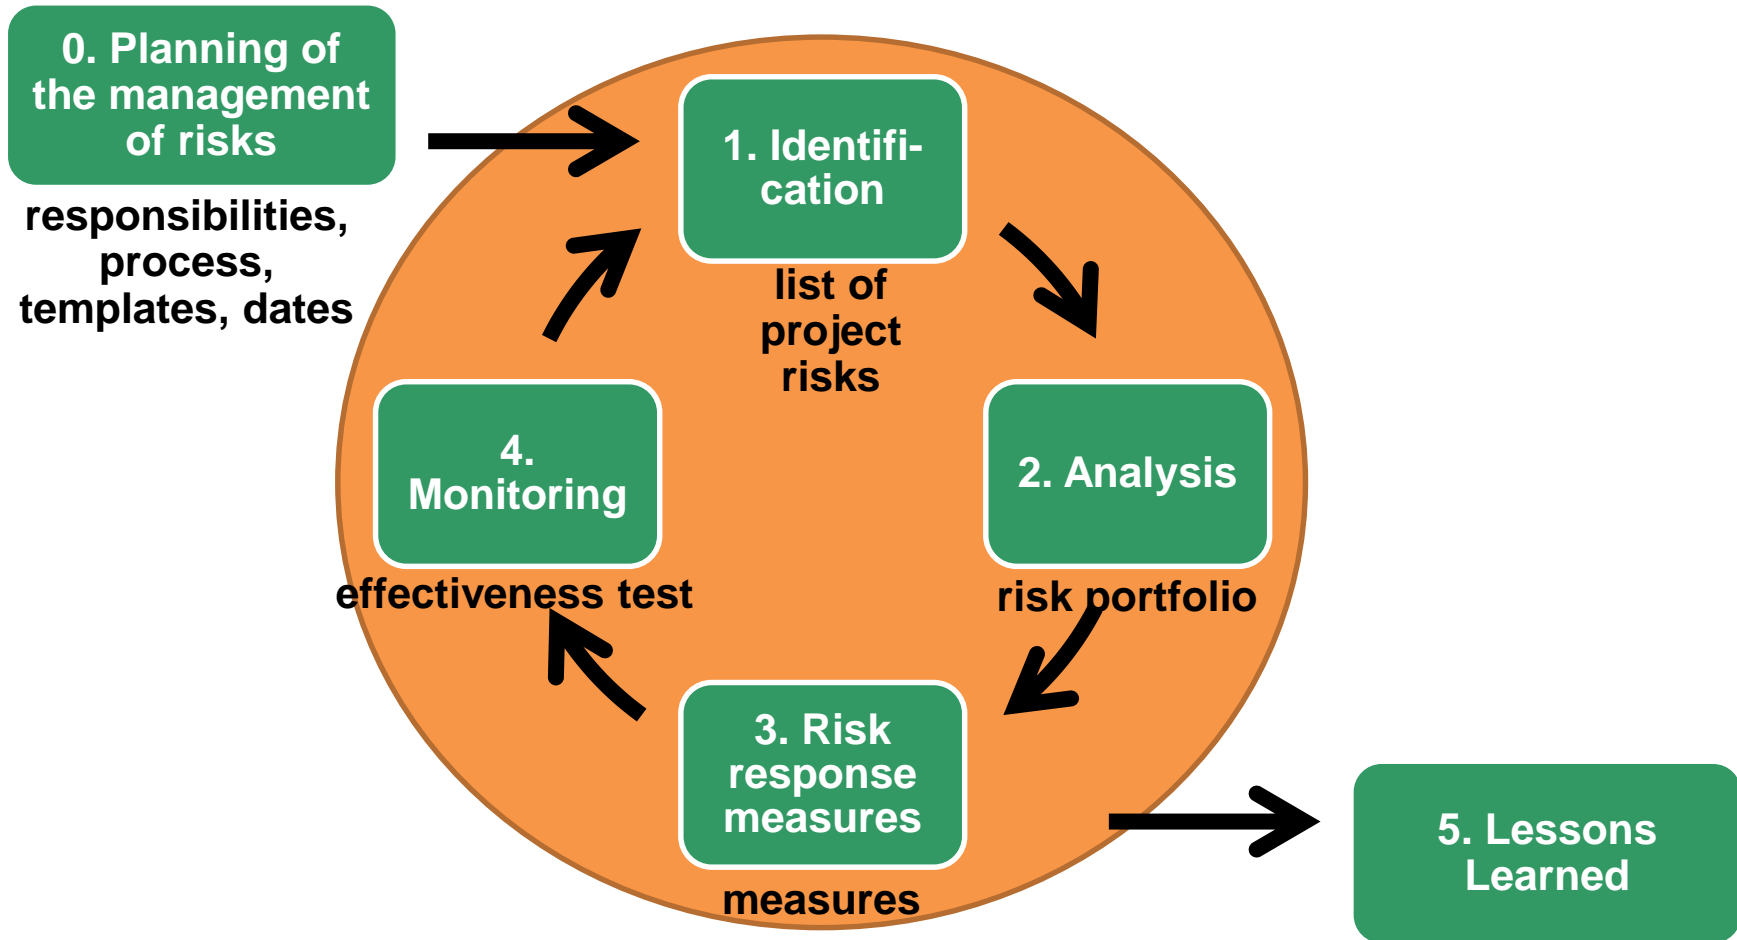 0. Planning of
the management
of risks
responsibilities,
process,
templates, dates
1. Identifi-
cation
list of
project
risks
2. Analysis
risk portfolio
3. Risk
response
measures
measures
4.
Monitoring
effectiveness test
5. Lessons
Learned